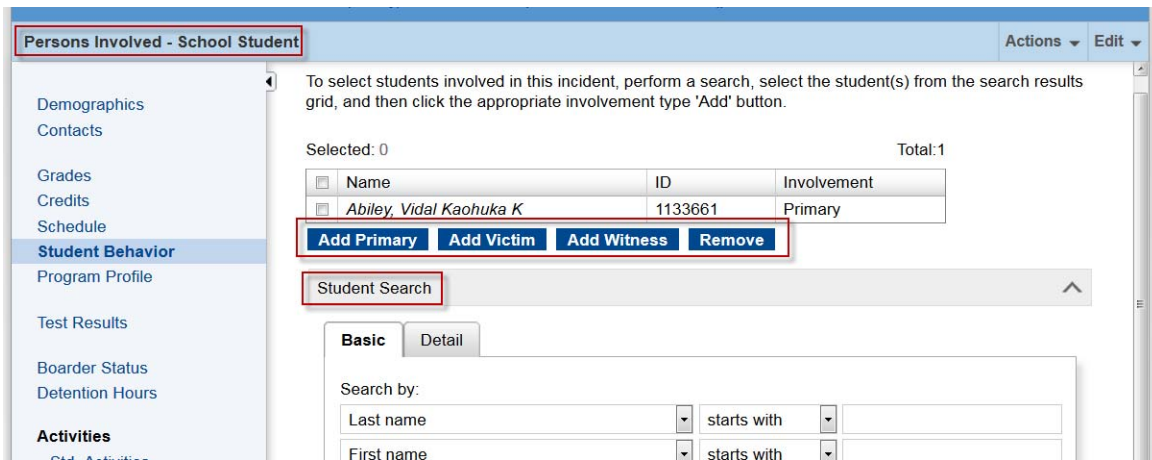 Persons Involved - School Student
Actions Edit
To select students involved in this incident, perform a search, select the student(s) from the search results
grid, and then click the appropriate involvement type 'Add' button.
Demographics
Contacts
Grades
Credits
Schedule
Student Behavior
Program Profile
Test Results
Boarder Status
Detention Hours
Activities
Std. Activities
Selected: 0 Total:1
Name ID Involvement
Abiley, Vidal Kaohuka K 1133661 Primary
Add Primary Add Victim Add Witness Remove
Student Search
Basic Detail
Search by:
Last name starts with
First name starts with